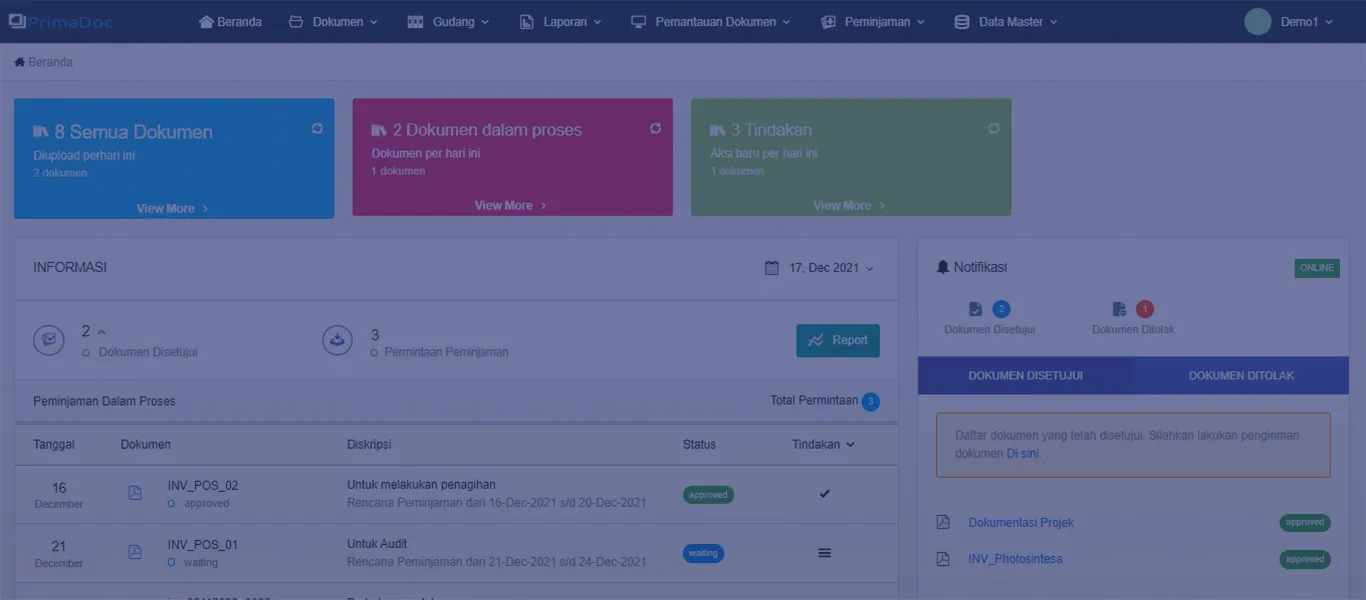 PrimaDoc
Beranda Dokumen Gudang Laporan Pemantauan Dokumen Peminjaman Data Master Demo1
Beranda
8 Semua Dokumen
Diupload perhari ini
2 dokumen
View More
2 Dokumen dalam proses
Dokumen per hari ini
1 dokumen
View More
3 Tindakan
Aksi baru per hari ini
1 dokumen
View More
INFORMASI
17, Dec 2021
2
Dokumen Disetujui
3
Permintaan Peminjaman
Report
Peminjaman Dalam Proses
Total Permintaan 3
Tanggal Dokumen Diskripsi Status Tindakan
16
December
INV_POS_02
approved
Untuk melakukan penagihan
Rencana Peminjaman dari 16-Dec-2021 s/d 20-Dec-2021
approved
21
December
INV_POS_01
waiting
Untuk Audit
Rencana Peminjaman dari 21-Dec-2021 s/d 24-Dec-2021
waiting
Notifikasi
ONLINE
2
Dokumen Disetujui
1
Dokumen Ditolak
DOKUMEN DISETUJUI DOKUMEN DITOLAK
Daftar dokumen yang telah disetujui. Silahkan lakukan pengiriman
dokumen Di sini.
Dokumentasi Projek approved
INV_Photosintesa approved